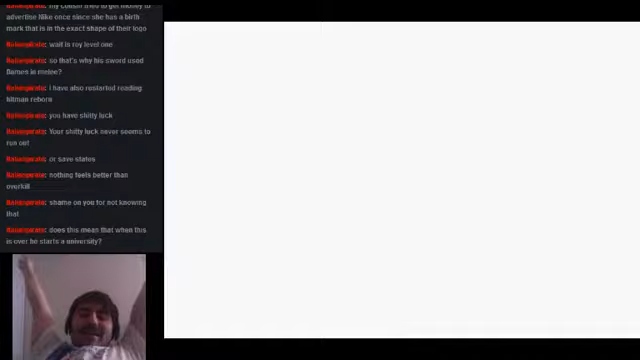 my cousin tried to get money to
advertise Nike once since she has a birth
mark that is in the exact shape of their logo
wait is roy level one
so that's why his sword used
flames in melee?
I have also restarted reading
hitman reborn
you have shitty luck
Your shitty luck never seems to
run out
or save states
nothing feels better than
overkill
shame on you for not knowing
that
does this mean that when this
is over he starts a university?